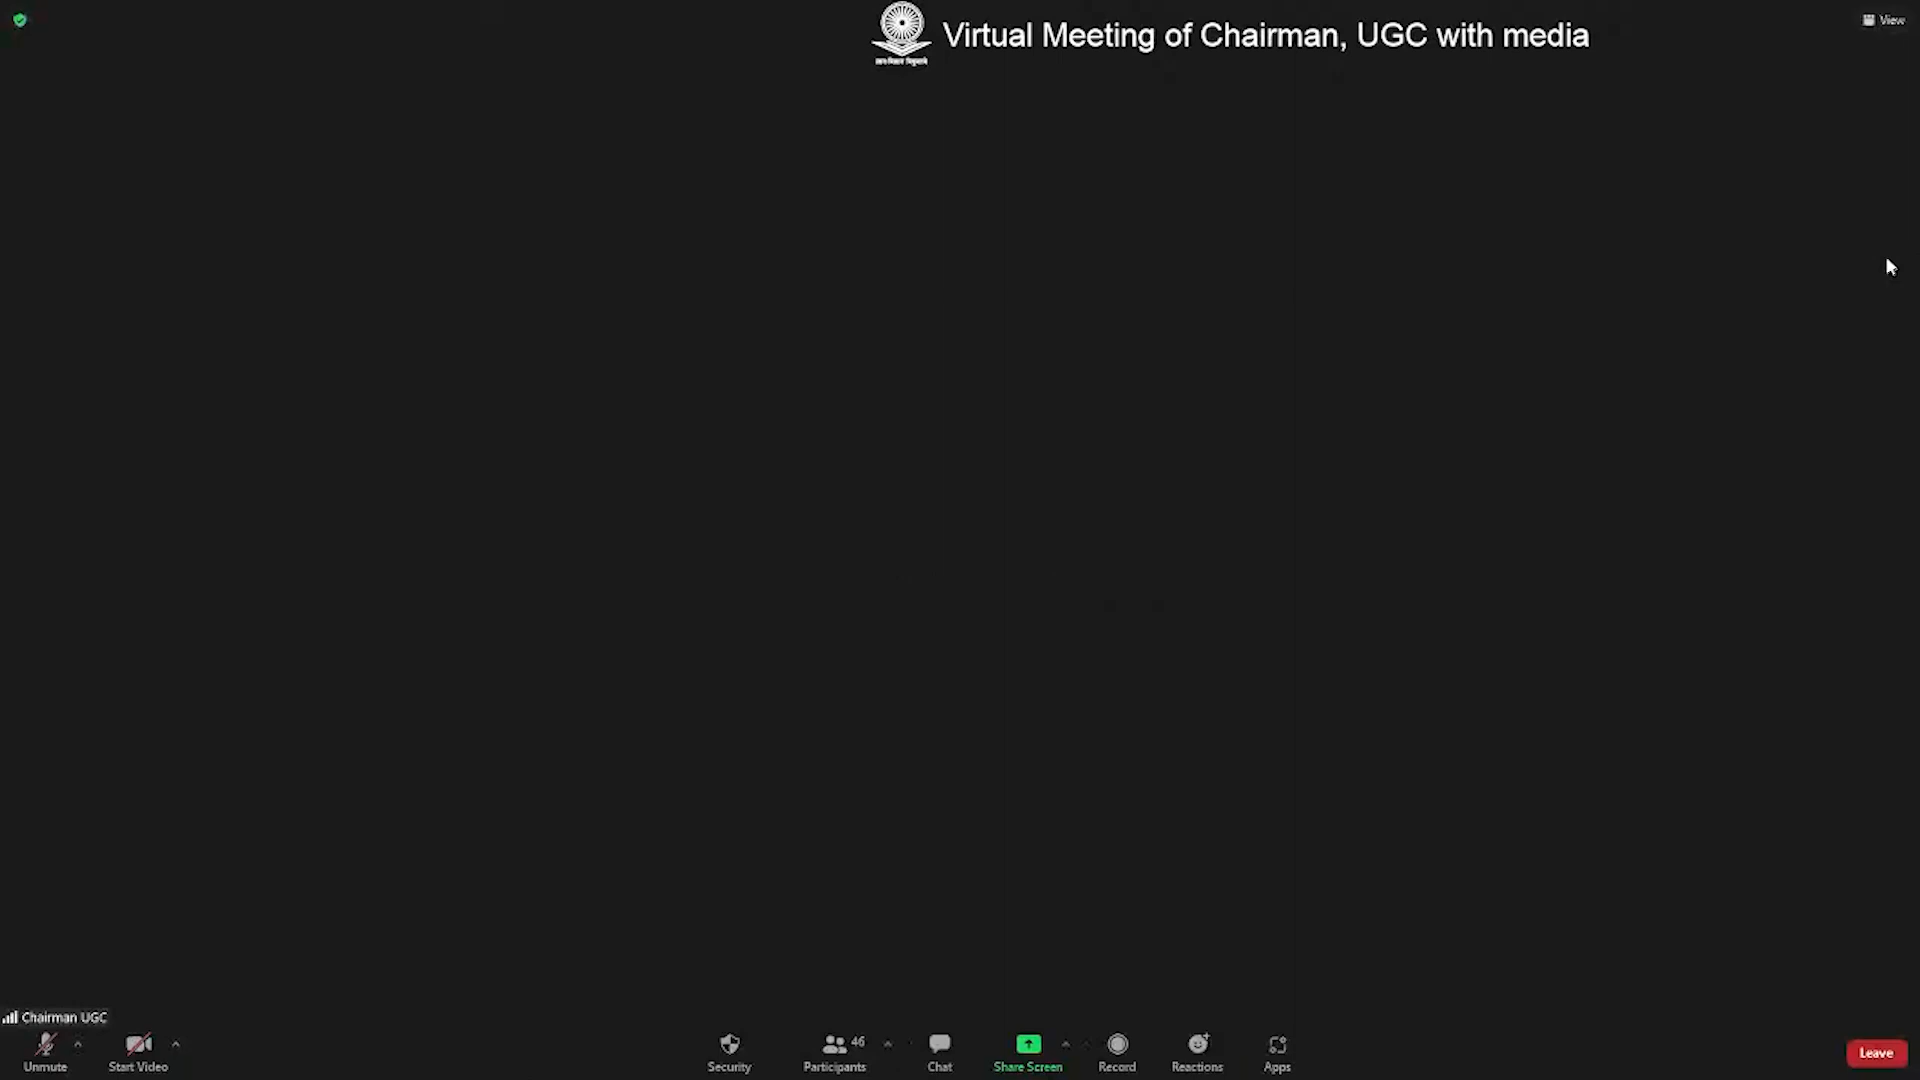 Virtual Meeting of Chairman, UGC with media
View
Chairman UGC
Unmute
Start Video
Security
Participants
46
Chat
Share Screen
Record
Reactions
Apps
Leave